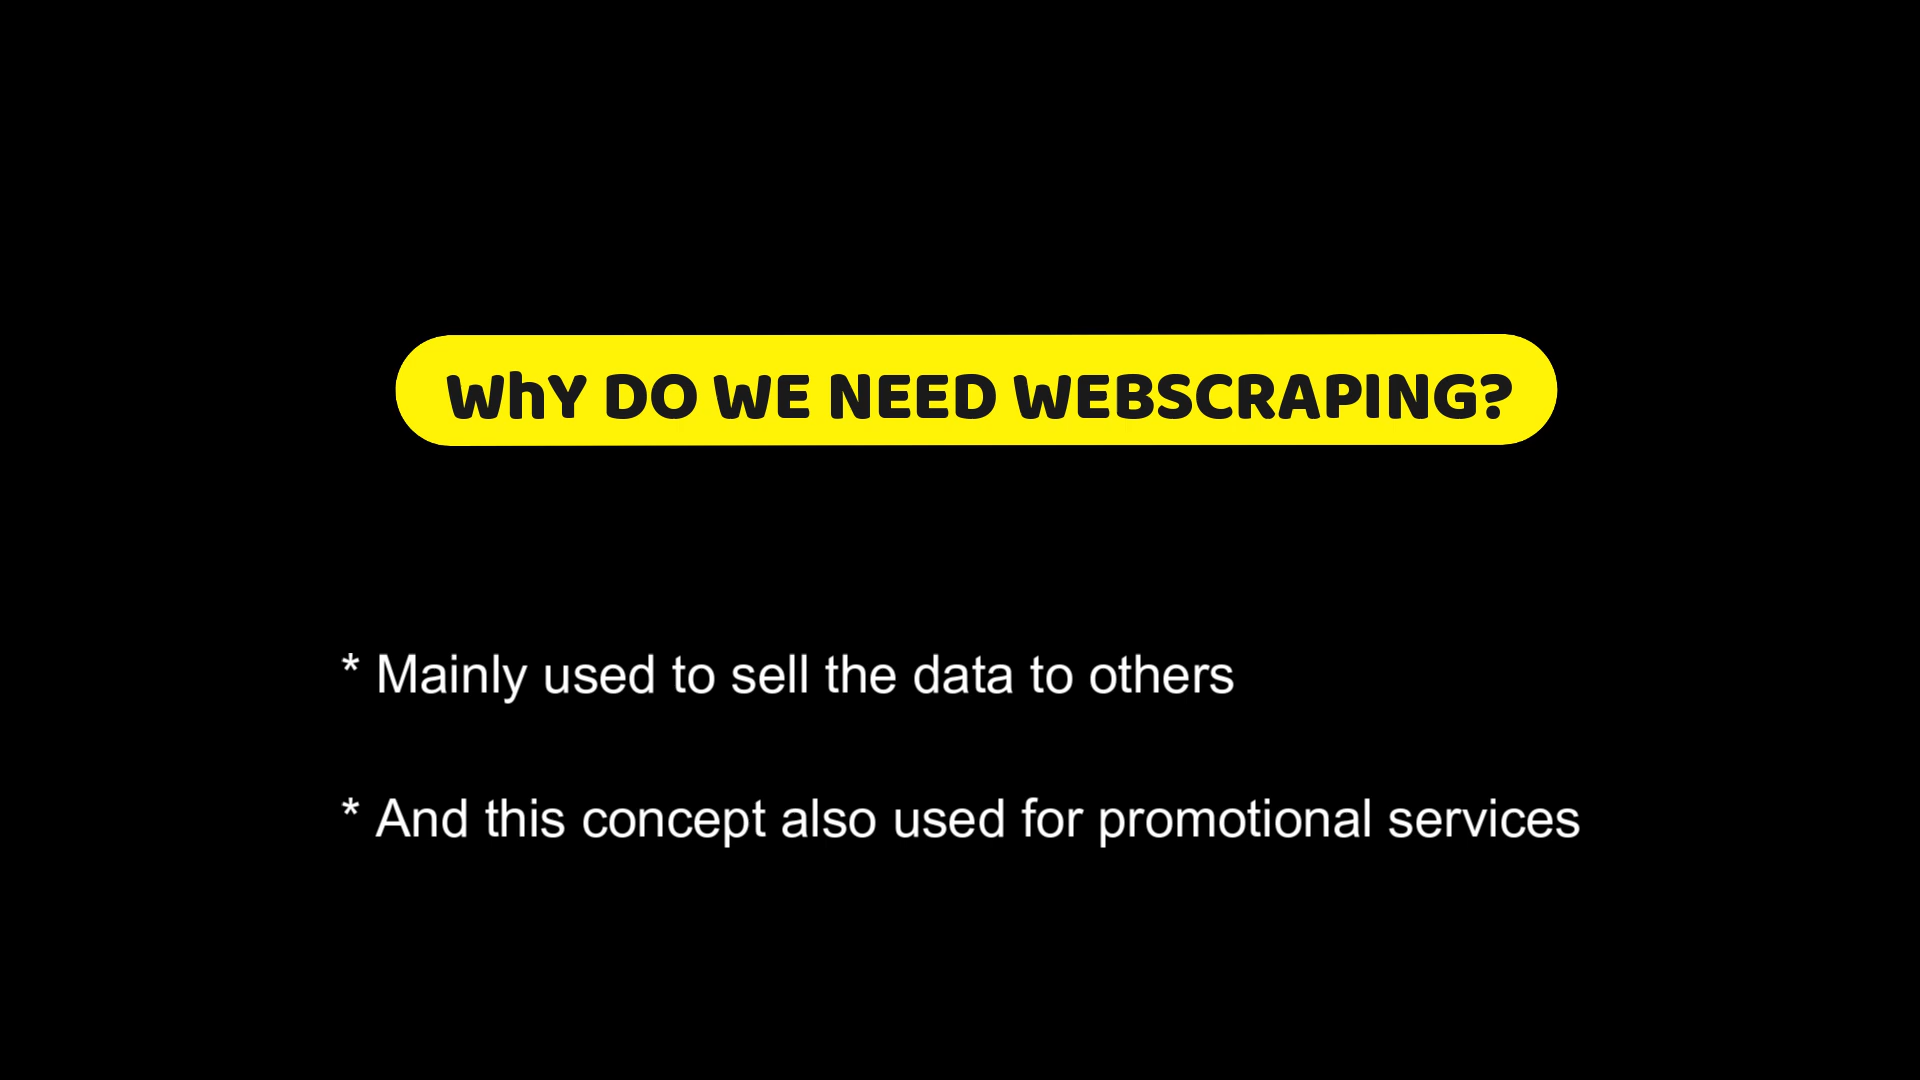 WhY DO WE NEED WEBSCRAPING?
* Mainly used to sell the data to others
* And this concept also used for promotional services